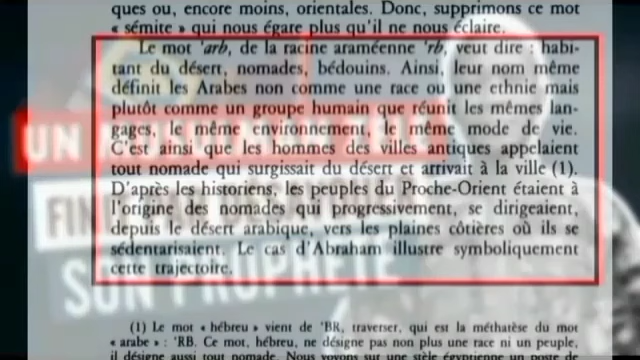 ques ou, encore moins, orientales. Donc, supprimons ce mot
« sémite » qui nous égare plus qu'il ne nous éclaire.
Le mot 'arb, de la racine araméenne 'rb, veut dire : habi-
tant du désert, nomades, bédouins. Ainsi, leur nom même
définit les Arabes non comme une race ou une ethnie mais
plutôt comme un groupe humain que réunit les mêmes lan-
gages, le même environnement, le même mode de vie.
C'est ainsi que les hommes des villes antiques appelaient
tout nomade qui surgissait du désert et arrivait à la ville (1).
D'après les historiens, les peuples du Proche-Orient étaient à
l'origine des nomades qui progressivement, se dirigeaient,
depuis le désert arabique, vers les plaines côtières où ils se
sédentarisaient. Le cas d'Abraham illustre symboliquement
cette trajectoire.
(1) Le mot « hébreu » vient de 'BR, traverser, qui est la méthatèse du mot
« arabe » : 'RB. Ce mot, hébreu, ne désigne pas non plus une race ni un peuple,
il désigne aussi tout nomade. Nous voyons sur une stèle égyptienne un poste
UN
FIN
SON PROPHÈTE